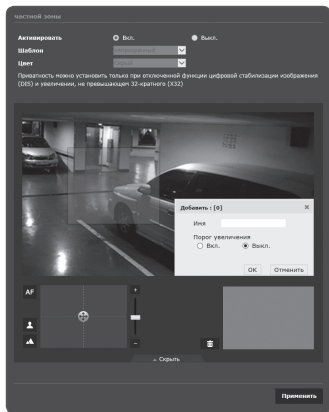 частной зоны
Активировать Вкл. Выкл.
Шаблон
Цвет
Приватность можно установить только при отключенной функции цифровой стабилизации изображения
(DIS) и увеличении, не превышающем 32-кратного (X32)
Добавить : [0]
Имя
Порог увеличения
Вкл. Выкл.
OK Отменить
AF
+
–
Скрыть
Применить